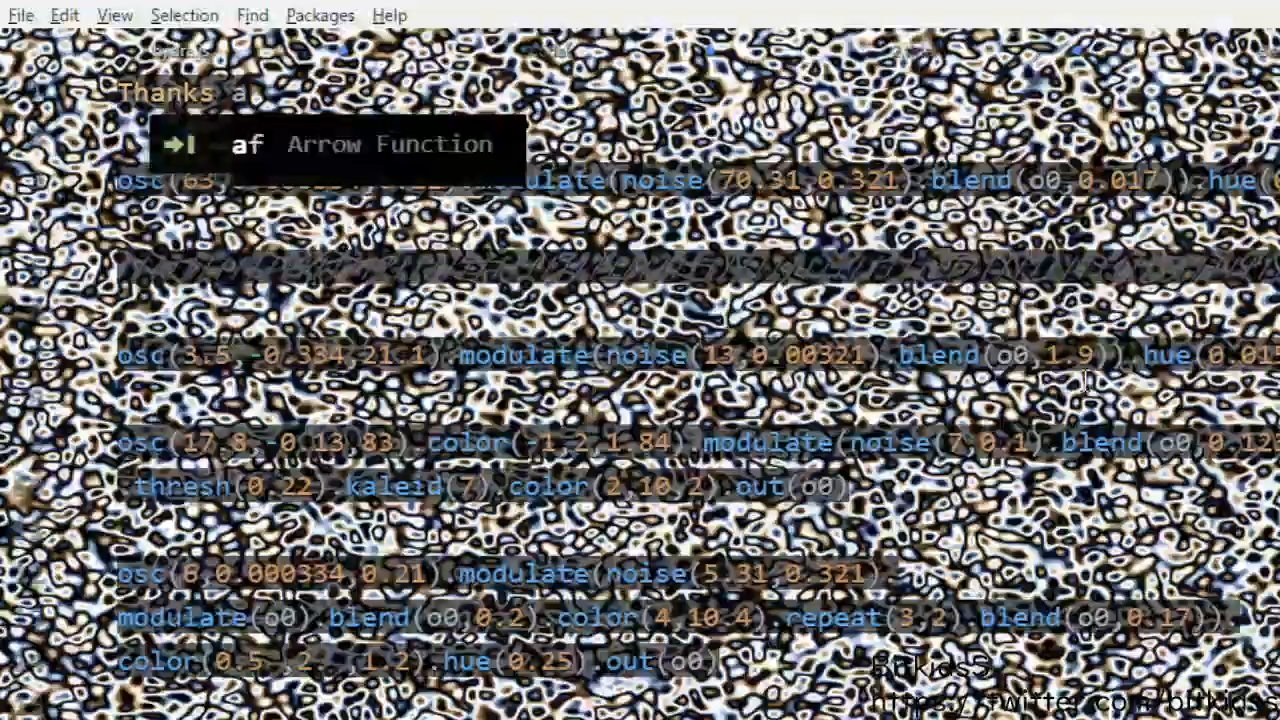 File Edit View Selection Find Packages Help
Thanks a
af Arrow Function
osc(63, modulate(noise(70.31,0.321).blend(o0,0.017)).hue(
osc(3.5,-0.334,21.1).modulate(noise(13,0.00321).blend(o0,1.9)).hue(0.01
osc(17.8,-0.13,83).color(-1.2,1.84).modulate(noise(7,0.1).blend(o0,0.12
.thresh(0.22).kaleid(7).color(2,10,2).out(o0)
osc(6,0.000334,0.21).modulate(noise(5.31,0.321).
modulate(o0).blend(o0,0.2).color(4,10,4).repeat(3,2).blend(o0,0.17)).
color(0.5, 1.2).hue(0.25).out(o0)
https://twitter.com/